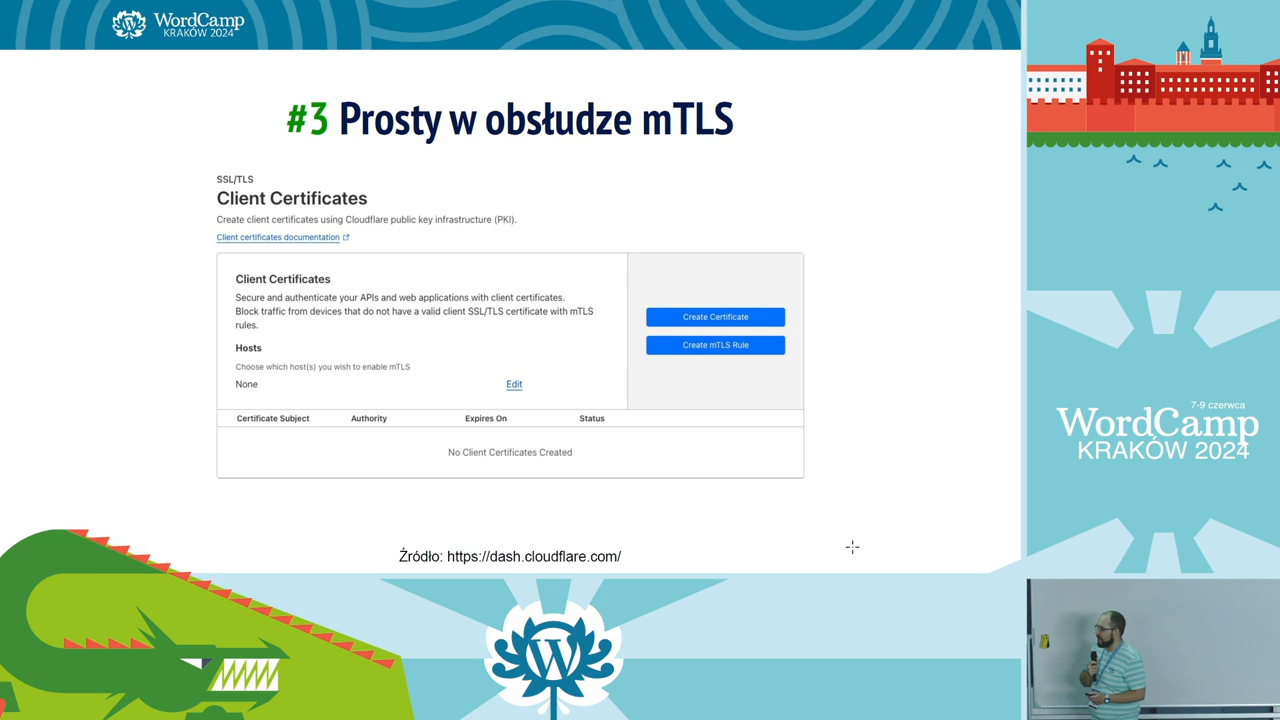 WordCamp
KRAKÓW 2024
#3 Prosty w obsłudze mTLS
SSL/TLS
Client Certificates
Create client certificates using Cloudflare public key infrastructure (PKI).
Client certificates documentation
Client Certificates
Secure and authenticate your APIs and web applications with client certificates.
Block traffic from devices that do not have a valid client SSL/TLS certificate with mTLS
rules.
Hosts
Choose which host(s) you wish to enable mTLS
None Edit
Create Certificate
Create mTLS Rule
Certificate Subject Authority Expires On Status
No Client Certificates Created
Źródło: https://dash.cloudflare.com/
W
7-9 czerwca
WordCamp
KRAKÓW 2024